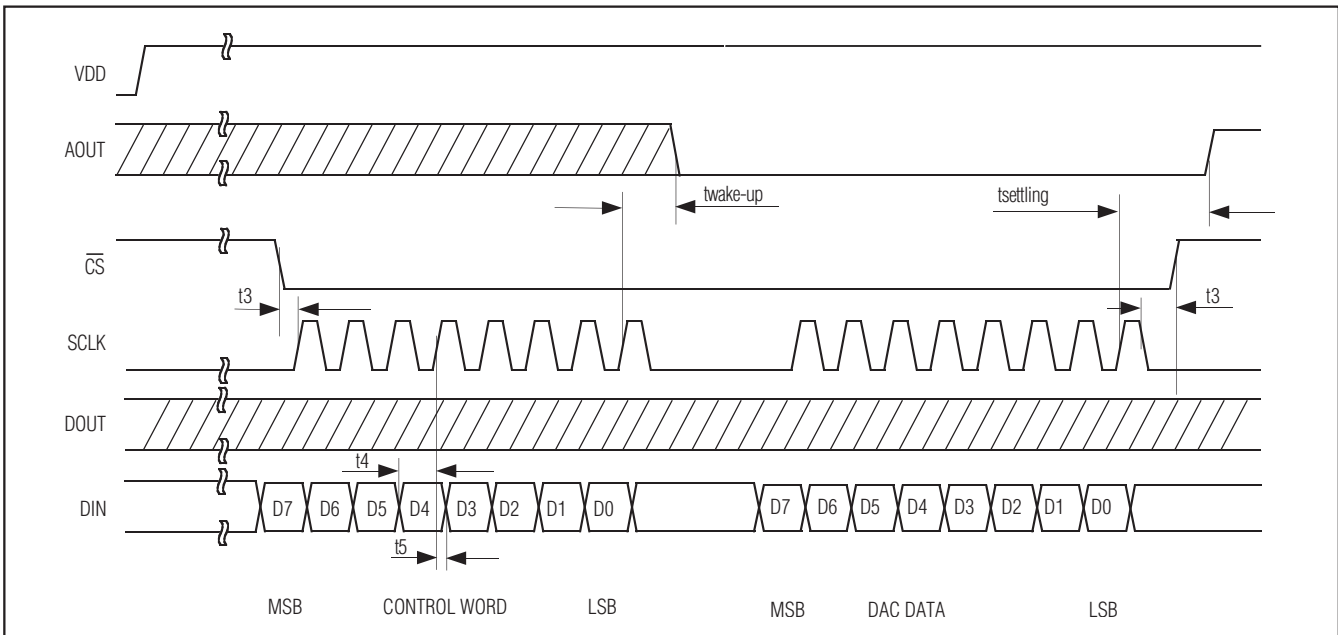 VDD
AOUT
twake-up
tsettling
CS
t3
t3
SCLK
DOUT
t4
DIN
D7 D6 D5 D4 D3 D2 D1 D0 D7 D6 D5 D4 D3 D2 D1 D0
t5
MSB CONTROL WORD LSB MSB DAC DATA LSB